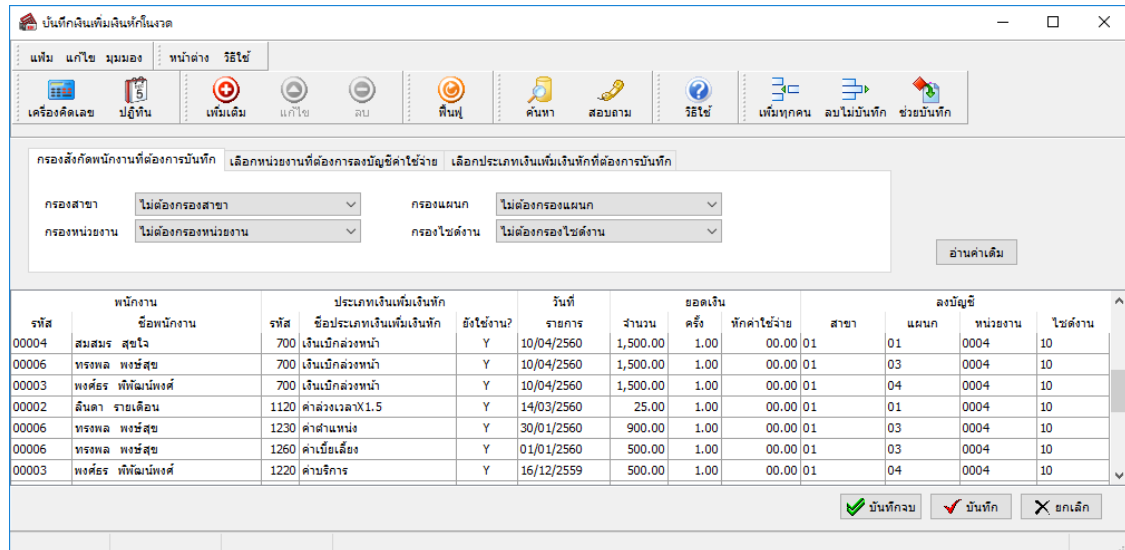 บันทึกเงินเพิ่มเงินหักในงวด
แฟ้ม แก้ไข มุมมอง หน้าต่าง วิธีใช้
เครื่องคิดเลข ปฏิทิน เพิ่มเติม แก้ไข ลบ ฟื้นฟู ค้นหา สอบถาม วิธีใช้ เพิ่มทุกคน ลบไม่บันทึก ช่วยบันทึก
กรองสังกัดพนักงานที่ต้องการบันทึก เลือกหน่วยงานที่ต้องการลงบัญชีค่าใช้จ่าย เลือกประเภทเงินเพิ่มเงินหักที่ต้องการบันทึก
กรองสาขา ไม่ต้องกรองสาขา กรองแผนก ไม่ต้องกรองแผนก
กรองหน่วยงาน ไม่ต้องกรองหน่วยงาน กรองไซด์งาน ไม่ต้องกรองไซด์งาน
อ่านค่าเดิม
พนักงาน ประเภทเงินเพิ่มเงินหัก วันที่ ยอดเงิน ลงบัญชี
รหัส ชื่อพนักงาน รหัส ชื่อประเภทเงินเพิ่มเงินหัก ยังใช้งาน? รายการ จำนวน ครั้ง หักค่าใช้จ่าย สาขา แผนก หน่วยงาน ไซด์งาน
00004 สมสมร สุขใจ 700 เงินเบิกล่วงหน้า Y 10/04/2560 1,500.00 1.00 00.00 01 01 0004 10
00006 ทรงพล พงษ์สุข 700 เงินเบิกล่วงหน้า Y 10/04/2560 1,500.00 1.00 00.00 01 03 0004 10
00003 พงศ์ธร พิพัฒน์พงศ์ 700 เงินเบิกล่วงหน้า Y 10/04/2560 1,500.00 1.00 00.00 01 04 0004 10
00002 ลินดา รายเดือน 1120 ค่าล่วงเวลาX1.5 Y 14/03/2560 25.00 1.00 00.00 01 01 0004 10
00006 ทรงพล พงษ์สุข 1230 ค่าตำแหน่ง Y 30/01/2560 900.00 1.00 00.00 01 03 0004 10
00006 ทรงพล พงษ์สุข 1260 ค่าเบี้ยเลี้ยง Y 01/01/2560 500.00 1.00 00.00 01 03 0004 10
00003 พงศ์ธร พิพัฒน์พงศ์ 1220 ค่าบริการ Y 16/12/2559 500.00 1.00 00.00 01 04 0004 10
บันทึกจบ บันทึก ยกเลิก